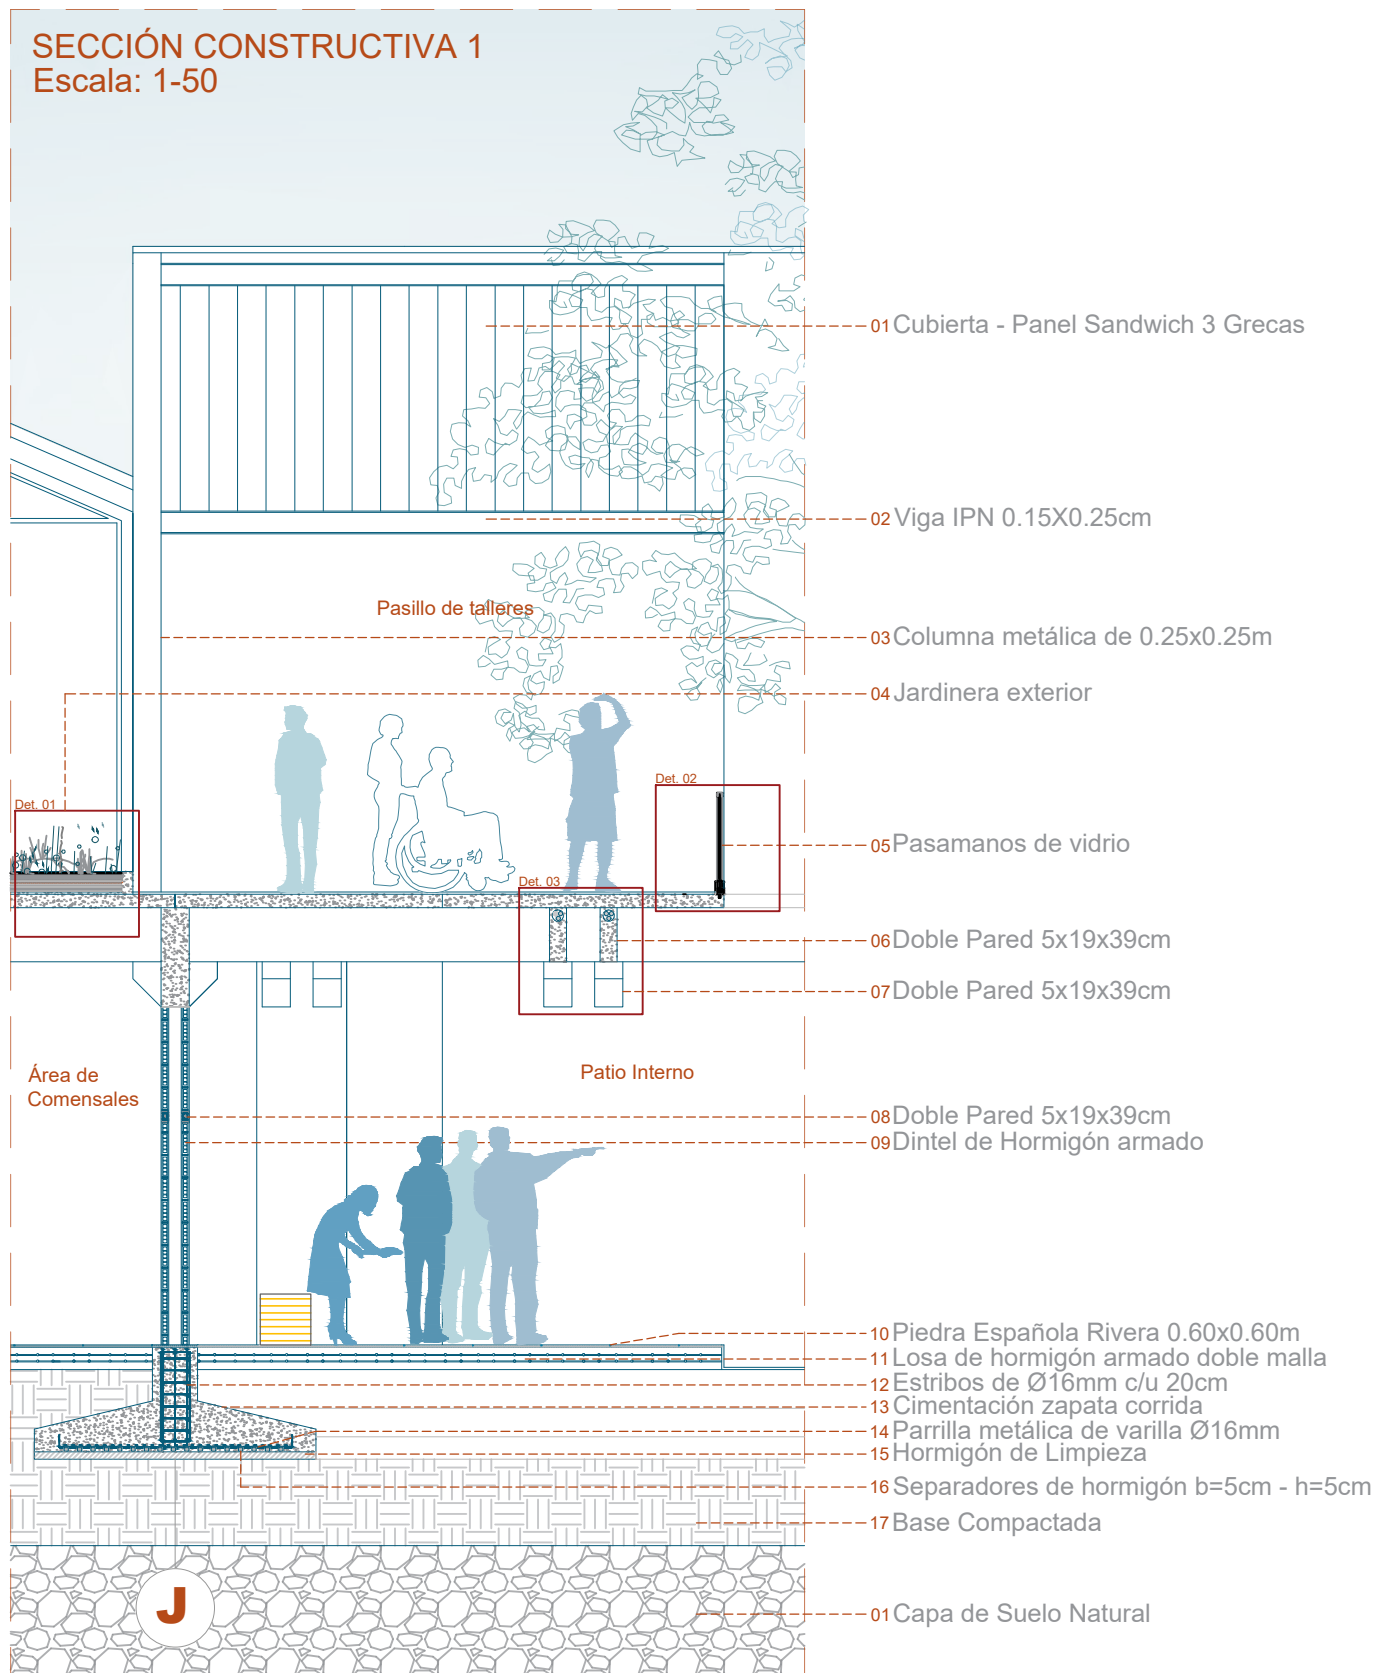 SECCIÓN CONSTRUCTIVA 1
Escala: 1-50
01 Cubierta - Panel Sandwich 3 Grecas
02 Viga IPN 0.15X0.25cm
Pasillo de talleres
03 Columna metálica de 0.25x0.25m
04 Jardinera exterior
Det. 02
Det. 01
05 Pasamanos de vidrio
Det. 03
06 Doble Pared 5x19x39cm
07 Doble Pared 5x19x39cm
Área de
Comensales
Patio Interno
08 Doble Pared 5x19x39cm
09 Dintel de Hormigón armado
10 Piedra Española Rivera 0.60x0.60m
11 Losa de hormigón armado doble malla
12 Estribos de Ø16mm c/u 20cm
13 Cimentación zapata corrida
14 Parrilla metálica de varilla Ø16mm
15 Hormigón de Limpieza
16 Separadores de hormigón b=5cm - h=5cm
17 Base Compactada
J
01 Capa de Suelo Natural